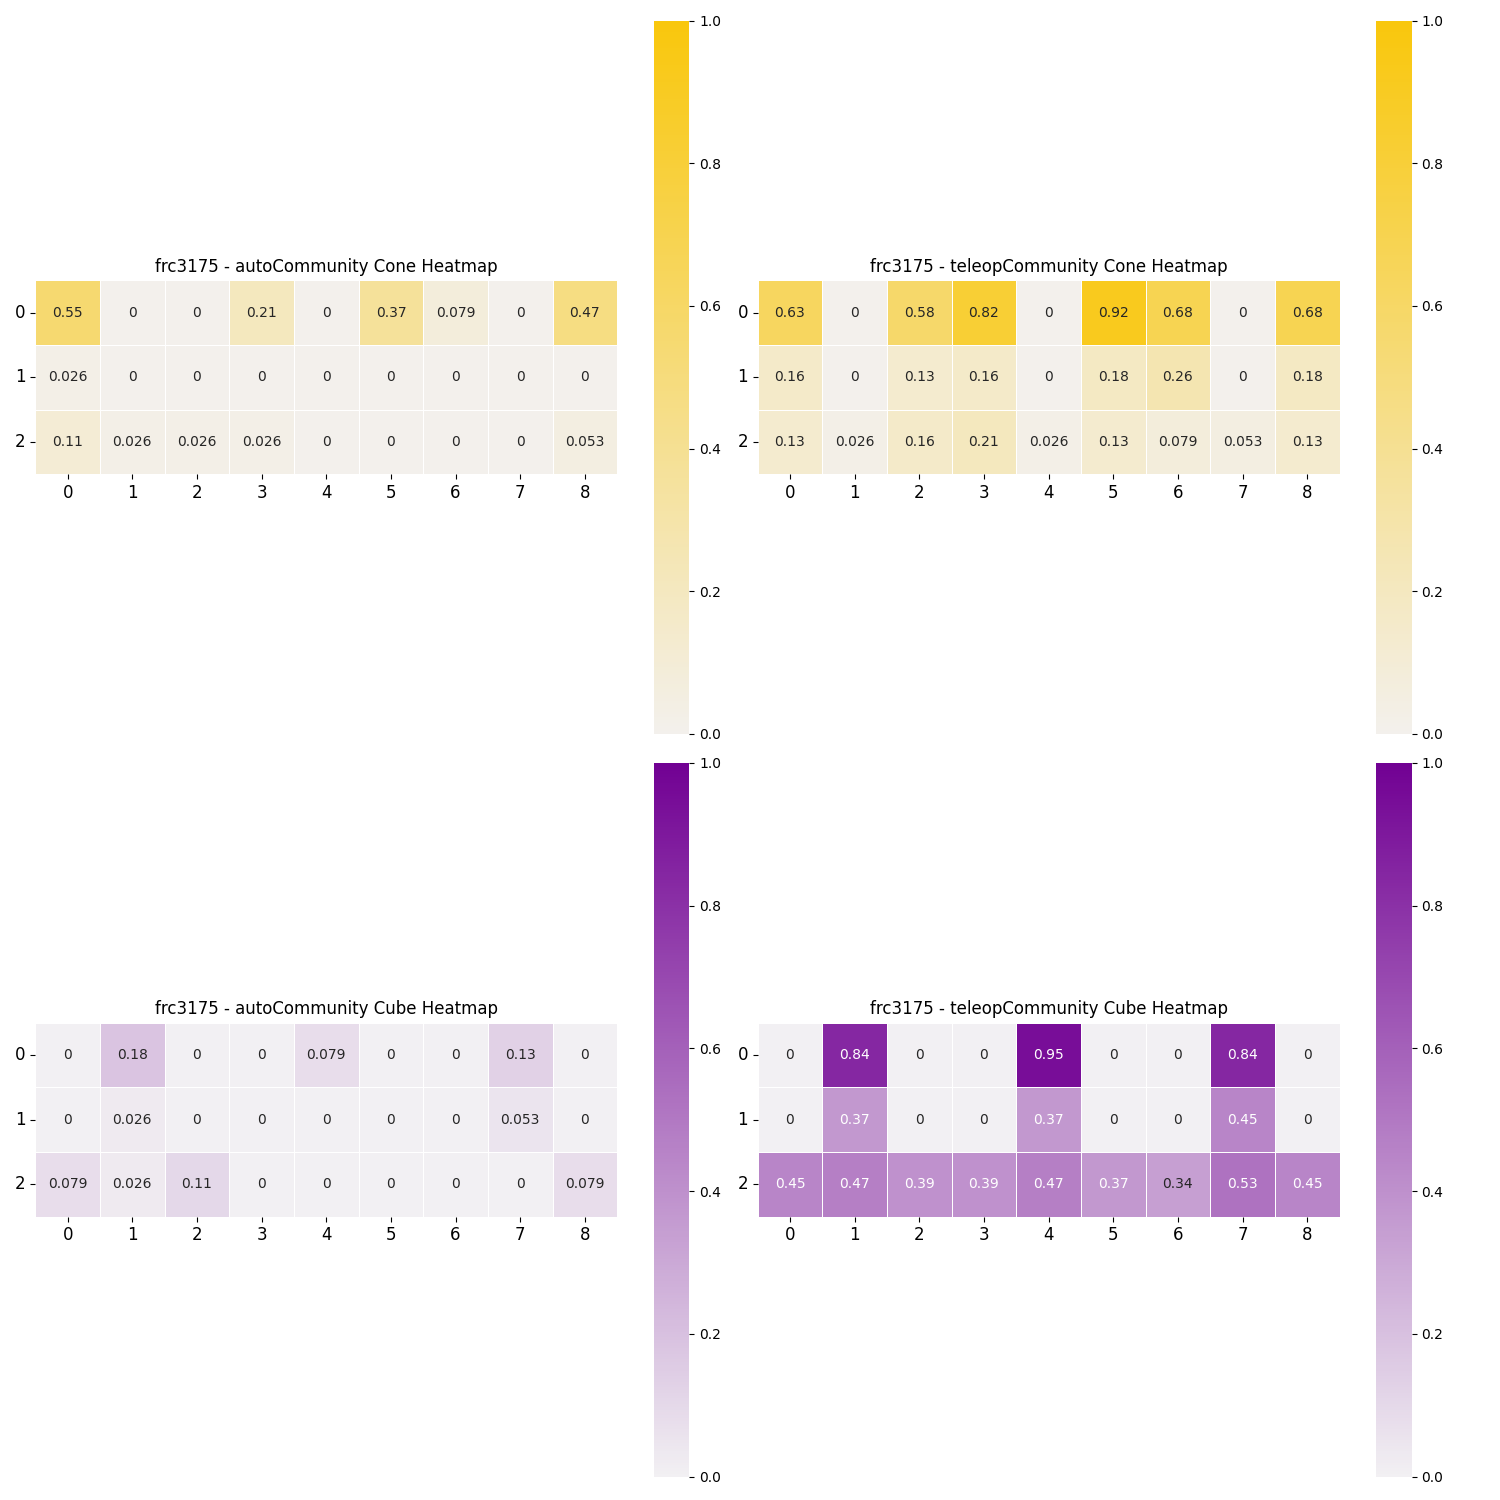 frc3175 - autoCommunity Cone Heatmap
0 0.55 0 0 0.21 0 0.37 0.079 0 0.47
1 0.026 0 0 0 0 0 0 0 0
2 0.11 0.026 0.026 0.026 0 0 0 0 0.053
0 1 2 3 4 5 6 7 8
1.0
0.8
0.6
0.4
0.2
0.0
frc3175 - teleopCommunity Cone Heatmap
0 0.63 0 0.58 0.82 0 0.92 0.68 0 0.68
1 0.16 0 0.13 0.16 0 0.18 0.26 0 0.18
2 0.13 0.026 0.16 0.21 0.026 0.13 0.079 0.053 0.13
0 1 2 3 4 5 6 7 8
1.0
0.8
0.6
0.4
0.2
0.0
frc3175 - autoCommunity Cube Heatmap
0 0 0.18 0 0 0.079 0 0 0.13 0
1 0 0.026 0 0 0 0 0 0.053 0
2 0.079 0.026 0.11 0 0 0 0 0 0.079
0 1 2 3 4 5 6 7 8
1.0
0.8
0.6
0.4
0.2
0.0
frc3175 - teleopCommunity Cube Heatmap
0 0 0.84 0 0 0.95 0 0 0.84 0
1 0 0.37 0 0 0.37 0 0 0.45 0
2 0.45 0.47 0.39 0.39 0.47 0.37 0.34 0.53 0.45
0 1 2 3 4 5 6 7 8
1.0
0.8
0.6
0.4
0.2
0.0